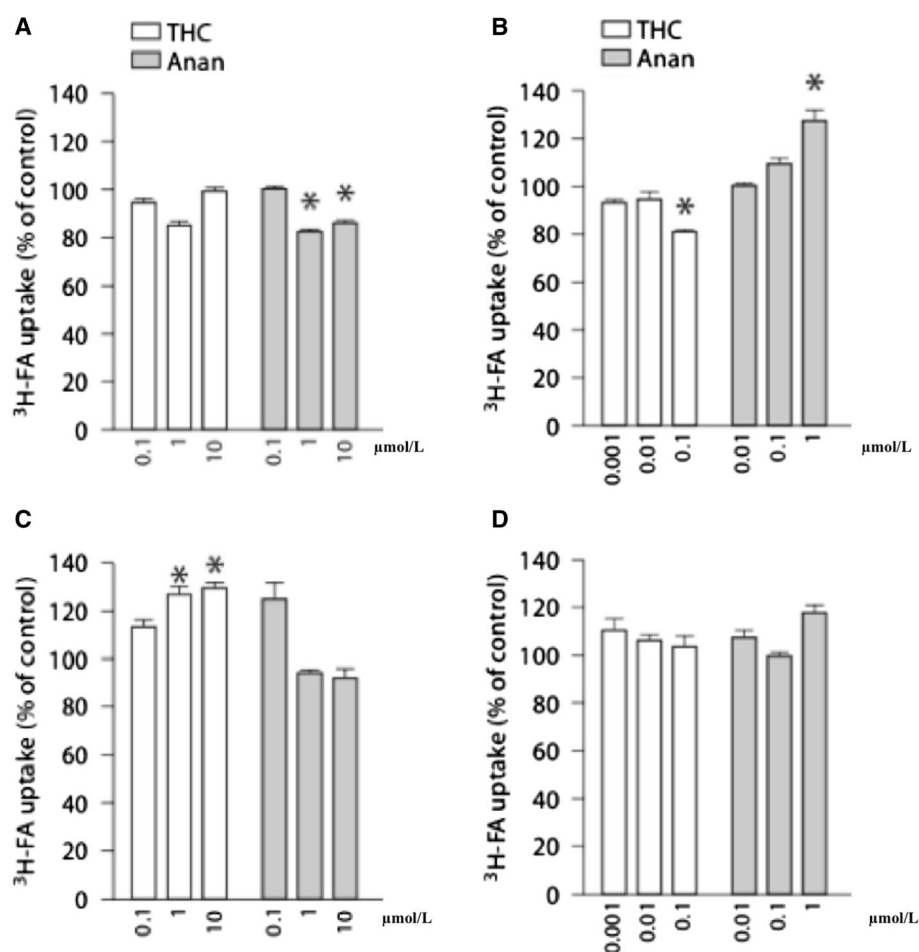 A
THC
Anan
³H-FA uptake (% of control)
140
120
100
80
60
40
20
0
* *
0.1 1 10 0.1 1 10 µmol/L
B
THC
Anan
³H-FA uptake (% of control)
140
120
100
80
60
40
20
0
* *
0.001 0.01 0.1 0.01 0.1 1 µmol/L
C
³H-FA uptake (% of control)
140
120
100
80
60
40
20
0
* *
0.1 1 10 0.1 1 10 µmol/L
D
³H-FA uptake (% of control)
140
120
100
80
60
40
20
0
0.001 0.01 0.1 0.01 0.1 1 µmol/L